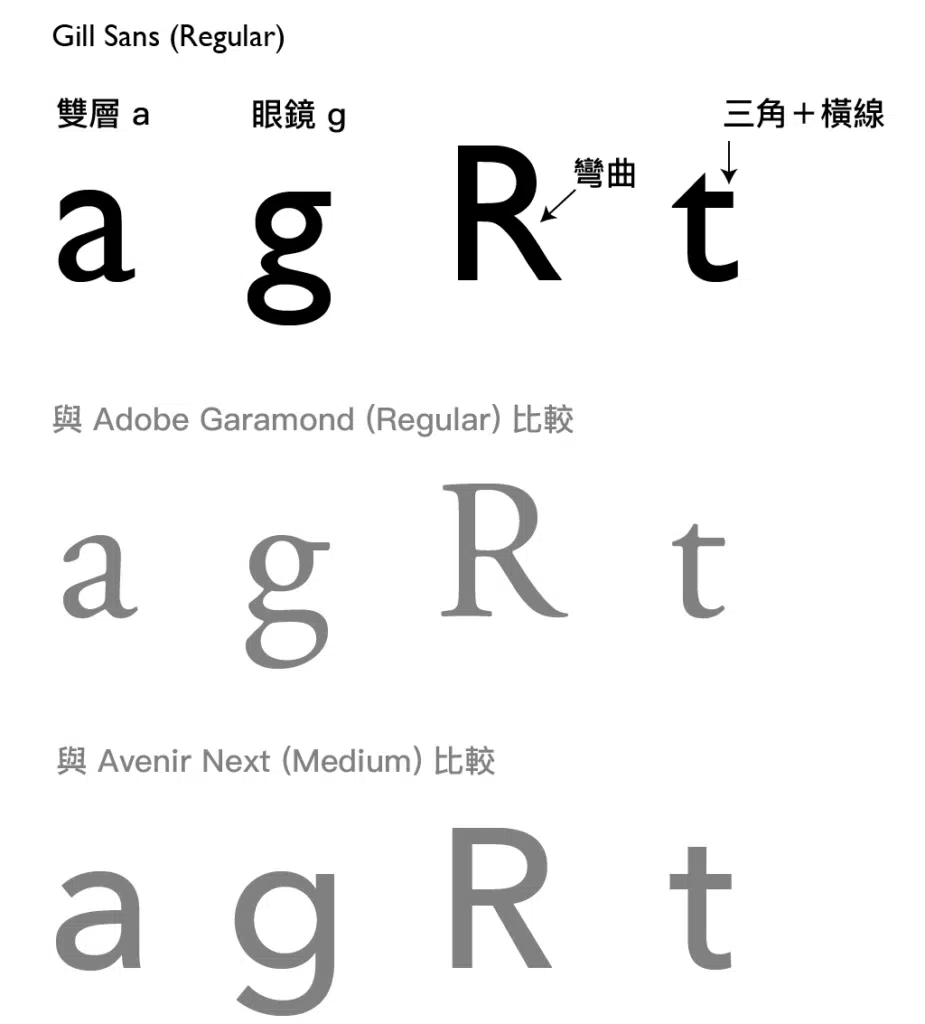 Gill Sans (Regular)
雙層 a 眼鏡 g 三角＋橫線
彎曲
a g R t
與 Adobe Garamond (Regular) 比較
a g R t
與 Avenir Next (Medium) 比較
a g R t